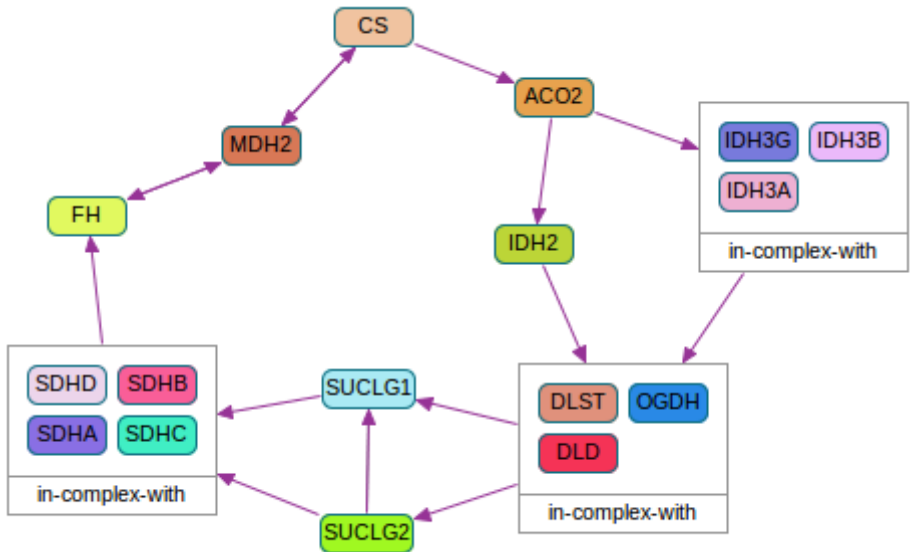 CS
ACO2
MDH2
IDH3G IDH3B
IDH3A
in-complex-with
FH
IDH2
SDHD SDHB
SDHA SDHC
in-complex-with
SUCLG1
SUCLG2
DLST OGDH
DLD
in-complex-with